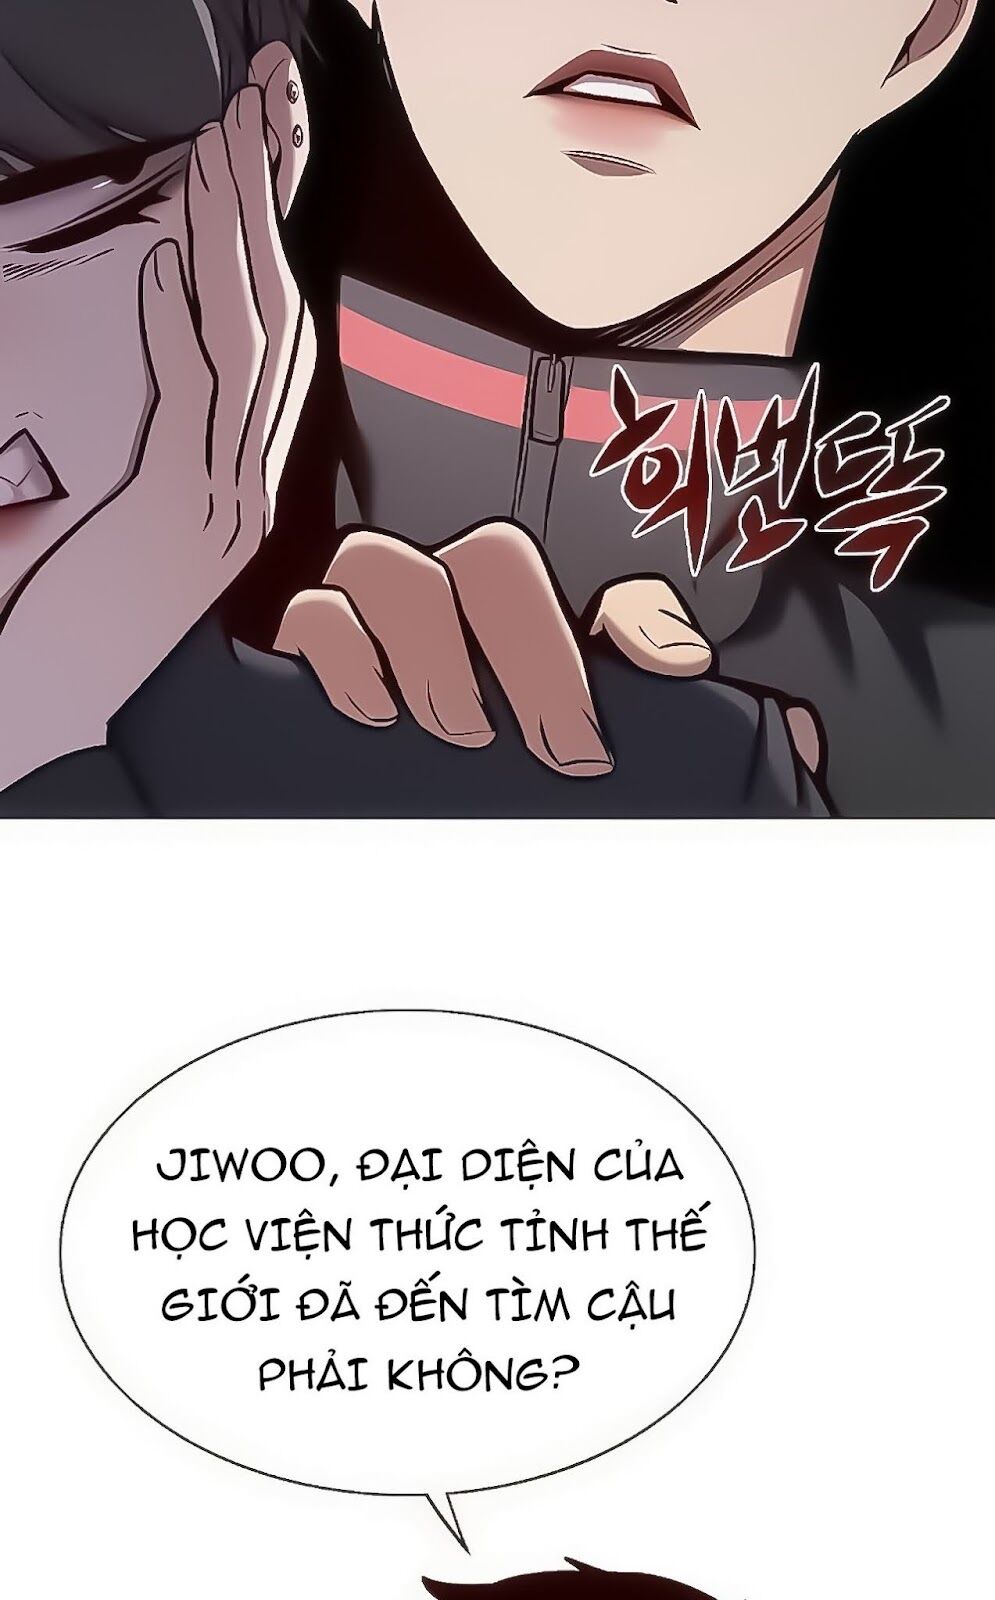 희번뜩
JIWOO, ĐẠI DIỆN CỦA
HỌC VIỆN THỨC TỈNH THẾ
GIỚI ĐÃ ĐẾN TÌM CẬU
PHẢI KHÔNG?